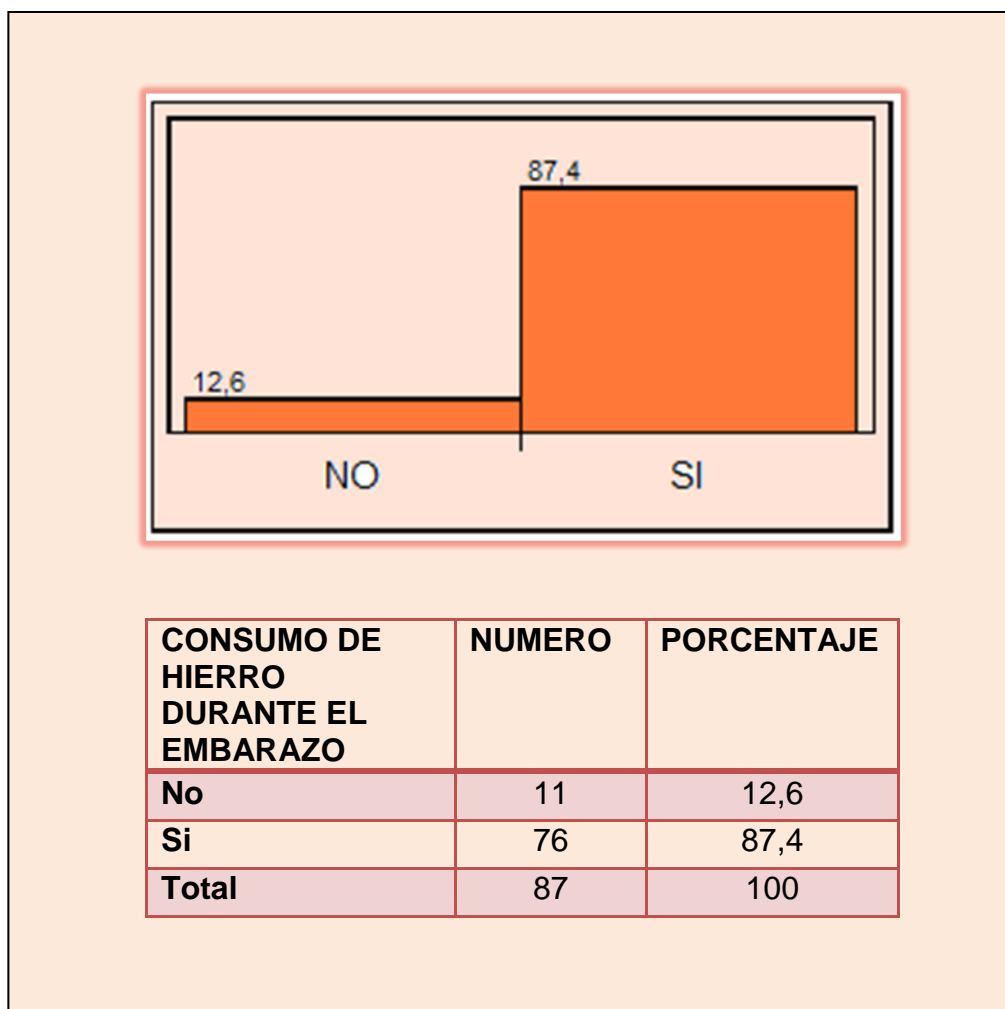 87,4
12,6
NO SI
CONSUMO DE HIERRO DURANTE EL EMBARAZO NUMERO PORCENTAJE
No 11 12,6
Si 76 87,4
Total 87 100